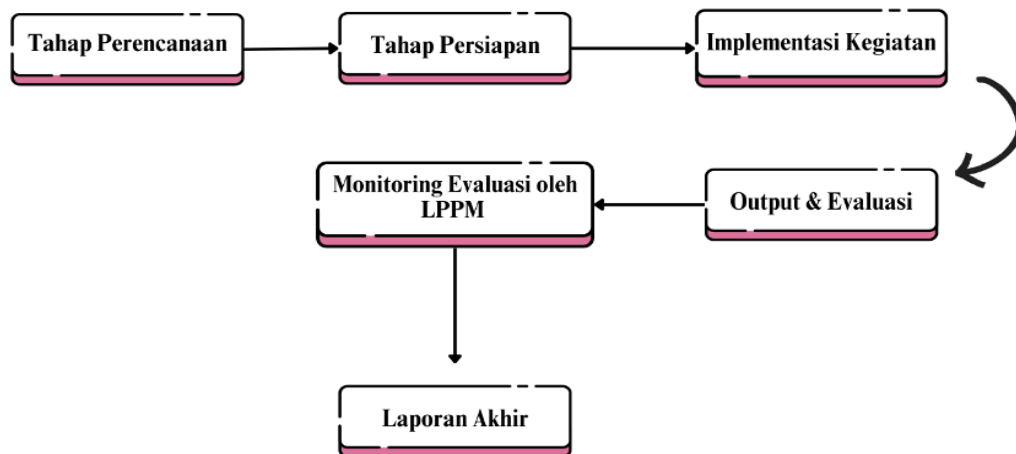 Tahap Perencanaan
Tahap Persiapan
Implementasi Kegiatan
Output & Evaluasi
Monitoring Evaluasi oleh
LPPM
Laporan Akhir